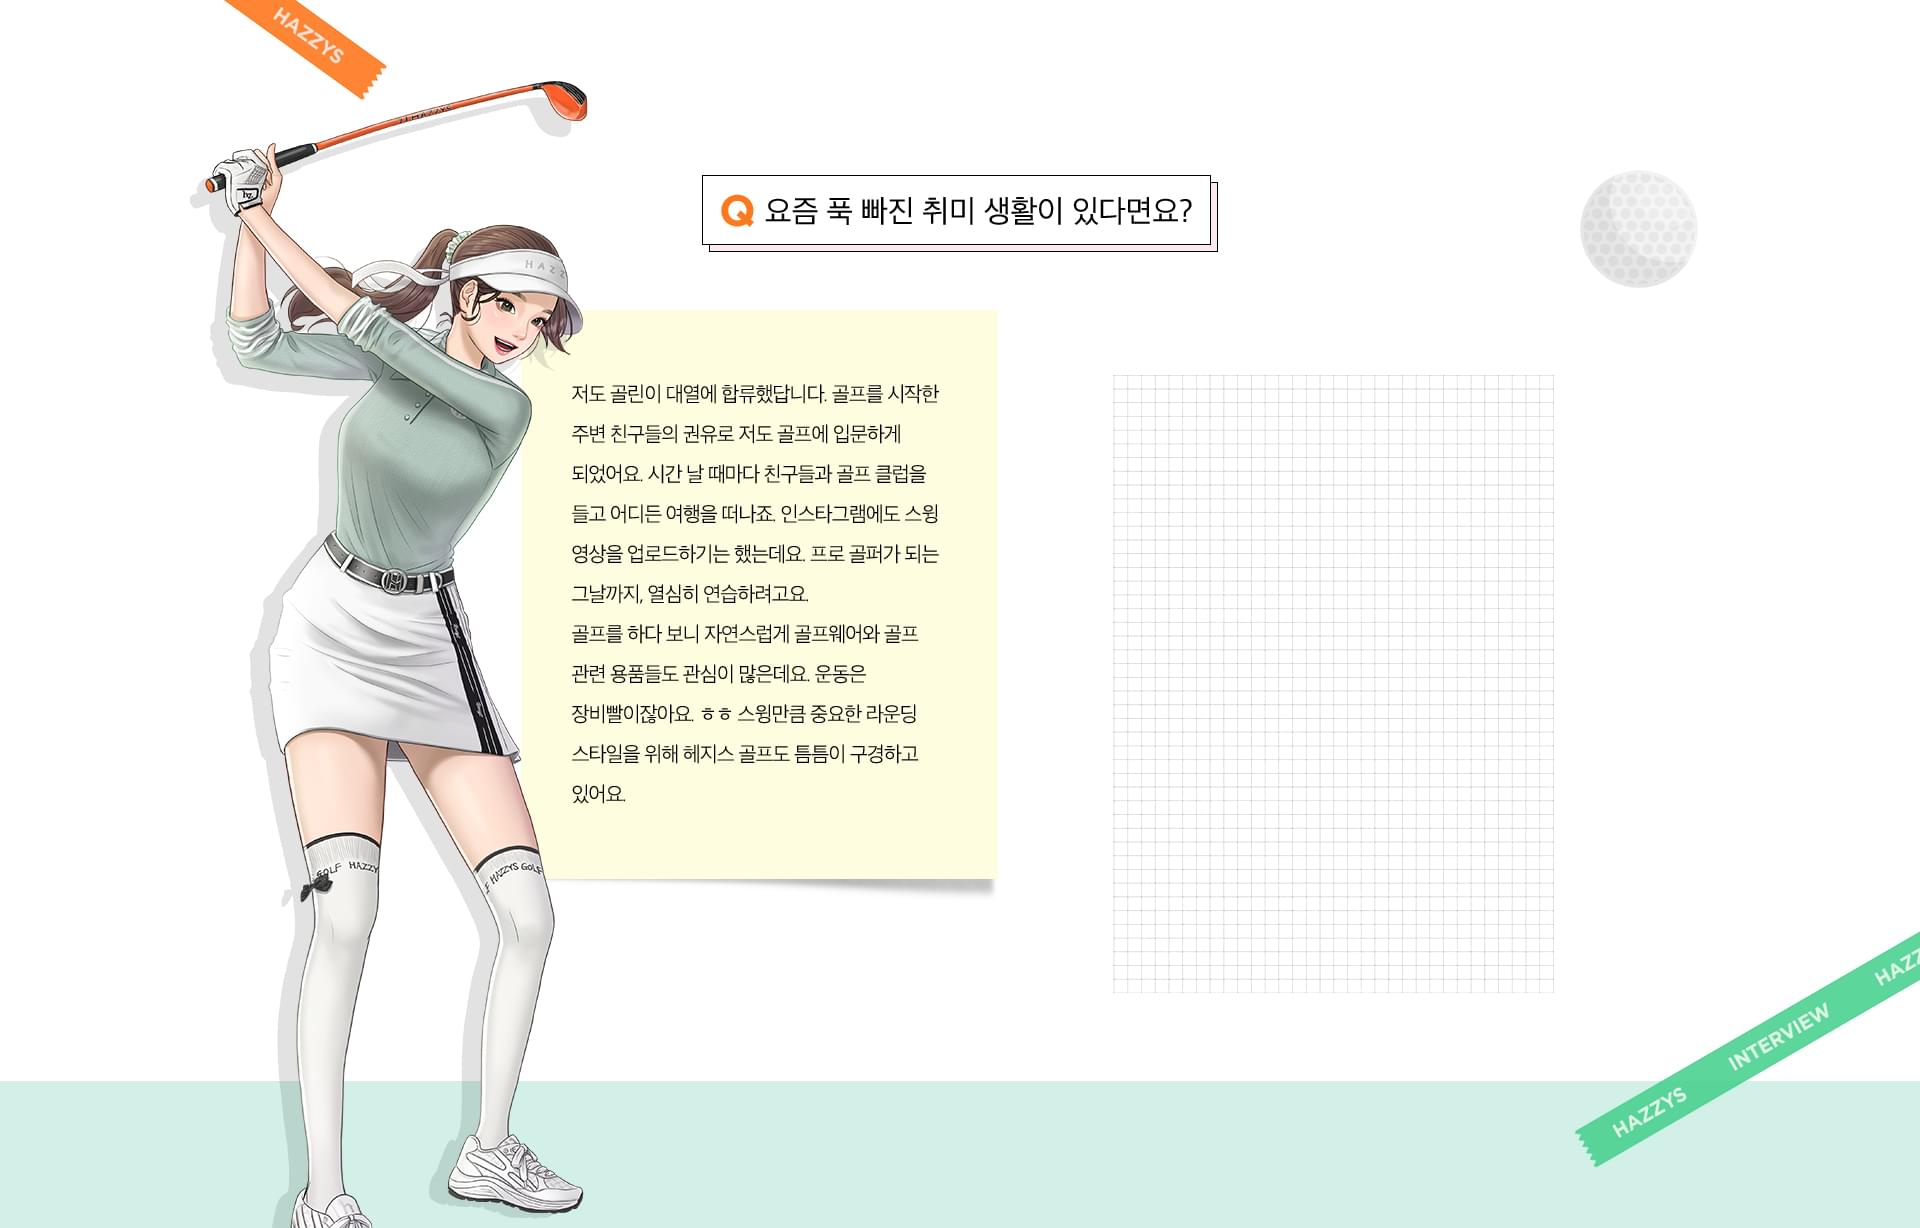 HAZZYS
HAZZYS
Q 요즘 푹 빠진 취미 생활이 있다면요?
HAZZ
저도 골린이 대열에 합류했답니다. 골프를 시작한
주변 친구들의 권유로 저도 골프에 입문하게
되었어요. 시간 날 때마다 친구들과 골프 클럽을
들고 어디든 여행을 떠나죠. 인스타그램에도 스윙
영상을 업로드하기는 했는데요. 프로 골퍼가 되는
그날까지, 열심히 연습하려고요.
골프를 하다 보니 자연스럽게 골프웨어와 골프
관련 용품들도 관심이 많은데요. 운동은
장비빨이잖아요. ㅎㅎ 스윙만큼 중요한 라운딩
스타일을 위해 헤지스 골프도 틈틈이 구경하고
있어요.
GOLF HAZZY
F HAZZYS GOLF
HAZZYS INTERVIEW HAZZ